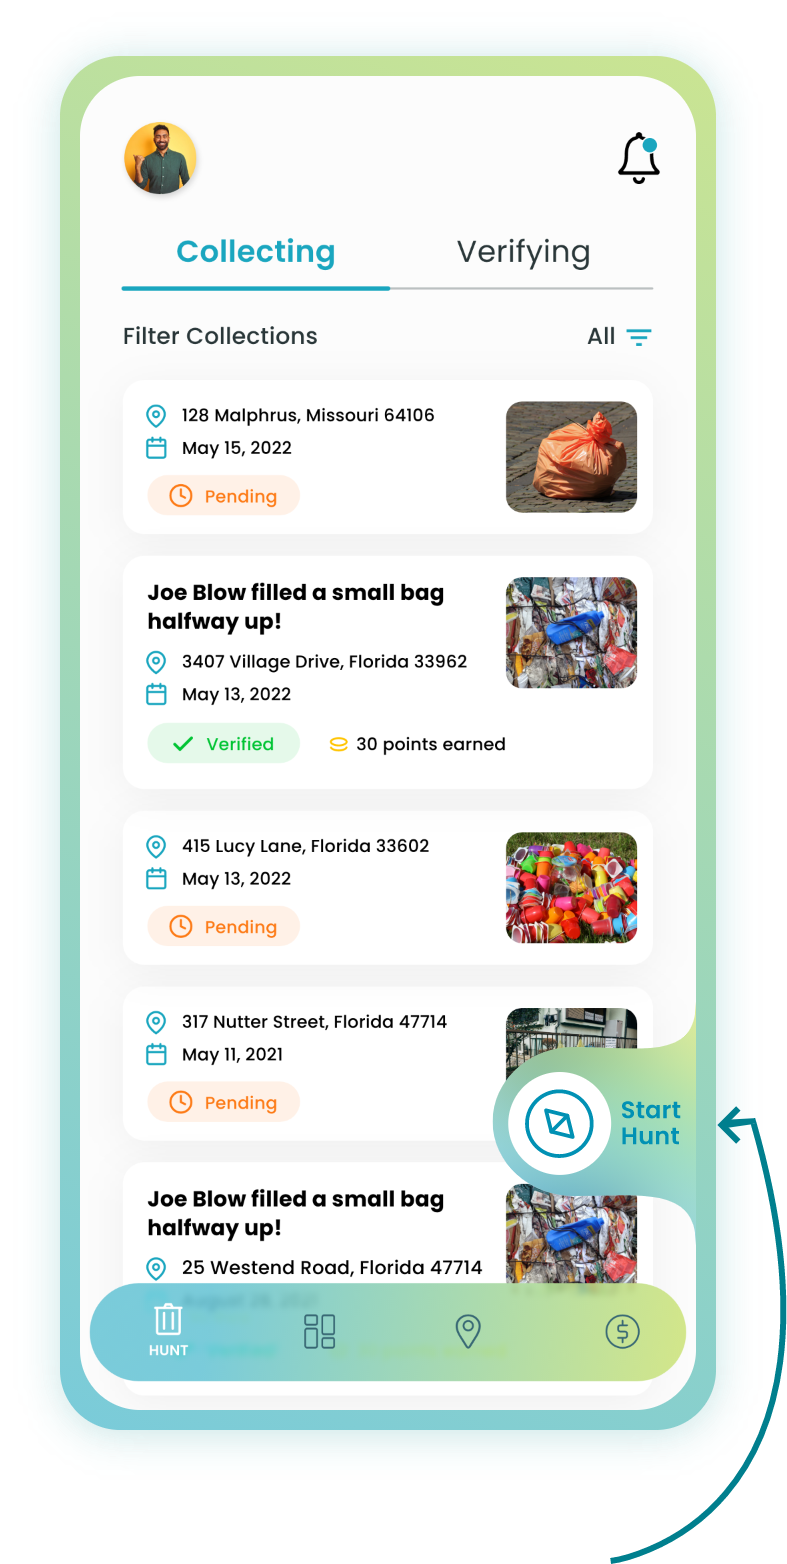 Collecting Verifying
Filter Collections All
128 Malphrus, Missouri 64106
May 15, 2022
Pending
Joe Blow filled a small bag
halfway up!
3407 Village Drive, Florida 33962
May 13, 2022
Verified 30 points earned
415 Lucy Lane, Florida 33602
May 13, 2022
Pending
317 Nutter Street, Florida 47714
May 11, 2021
Pending
Start
Hunt
Joe Blow filled a small bag
halfway up!
25 Westend Road, Florida 47714
HUNT